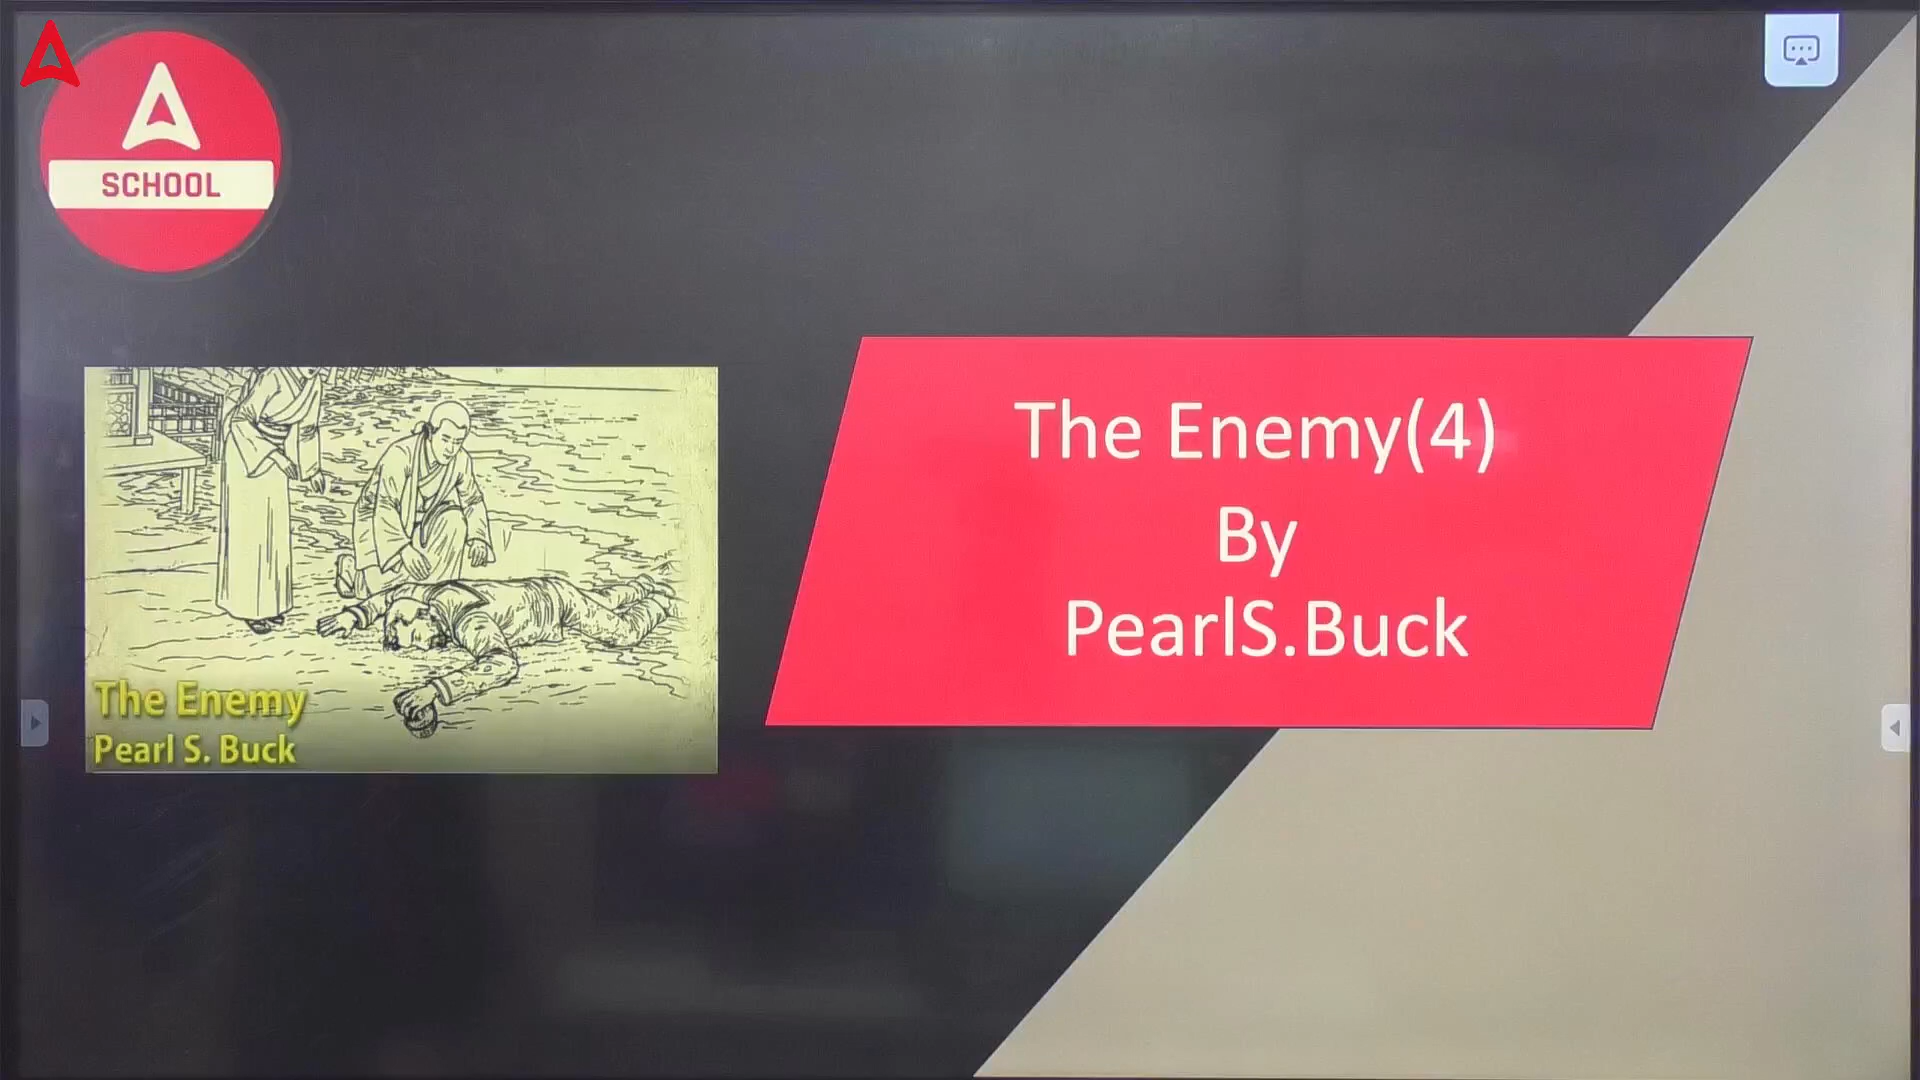 SCHOOL
The Enemy
Pearl S. Buck
The Enemy(4)
By
PearlS.Buck